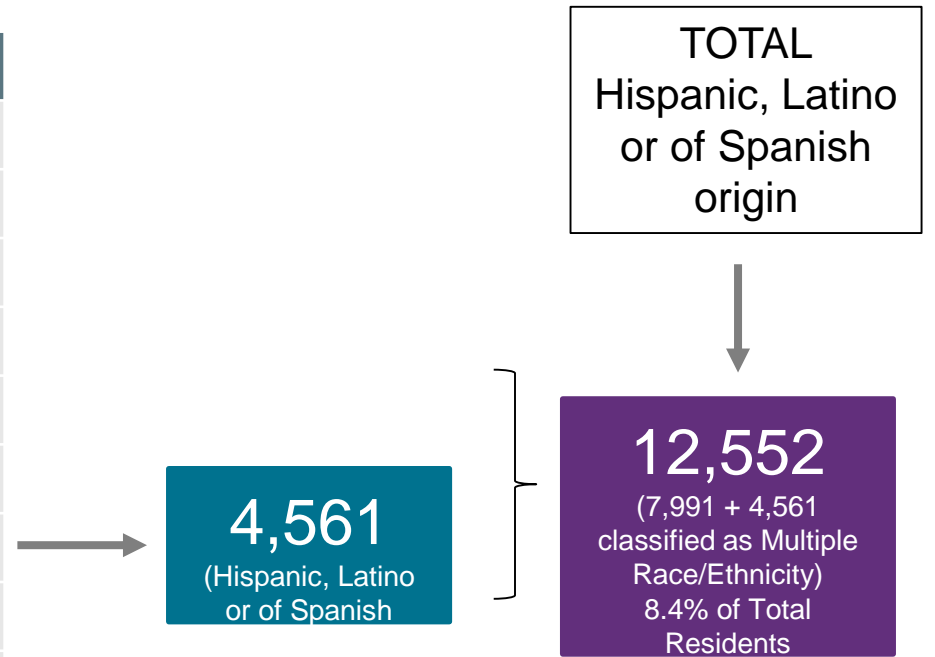 TOTAL
Hispanic, Latino
or of Spanish
origin
12,552
(7,991 + 4,561
classified as Multiple
Race/Ethnicity)
8.4% of Total
Residents
4,561
(Hispanic, Latino
or of Spanish